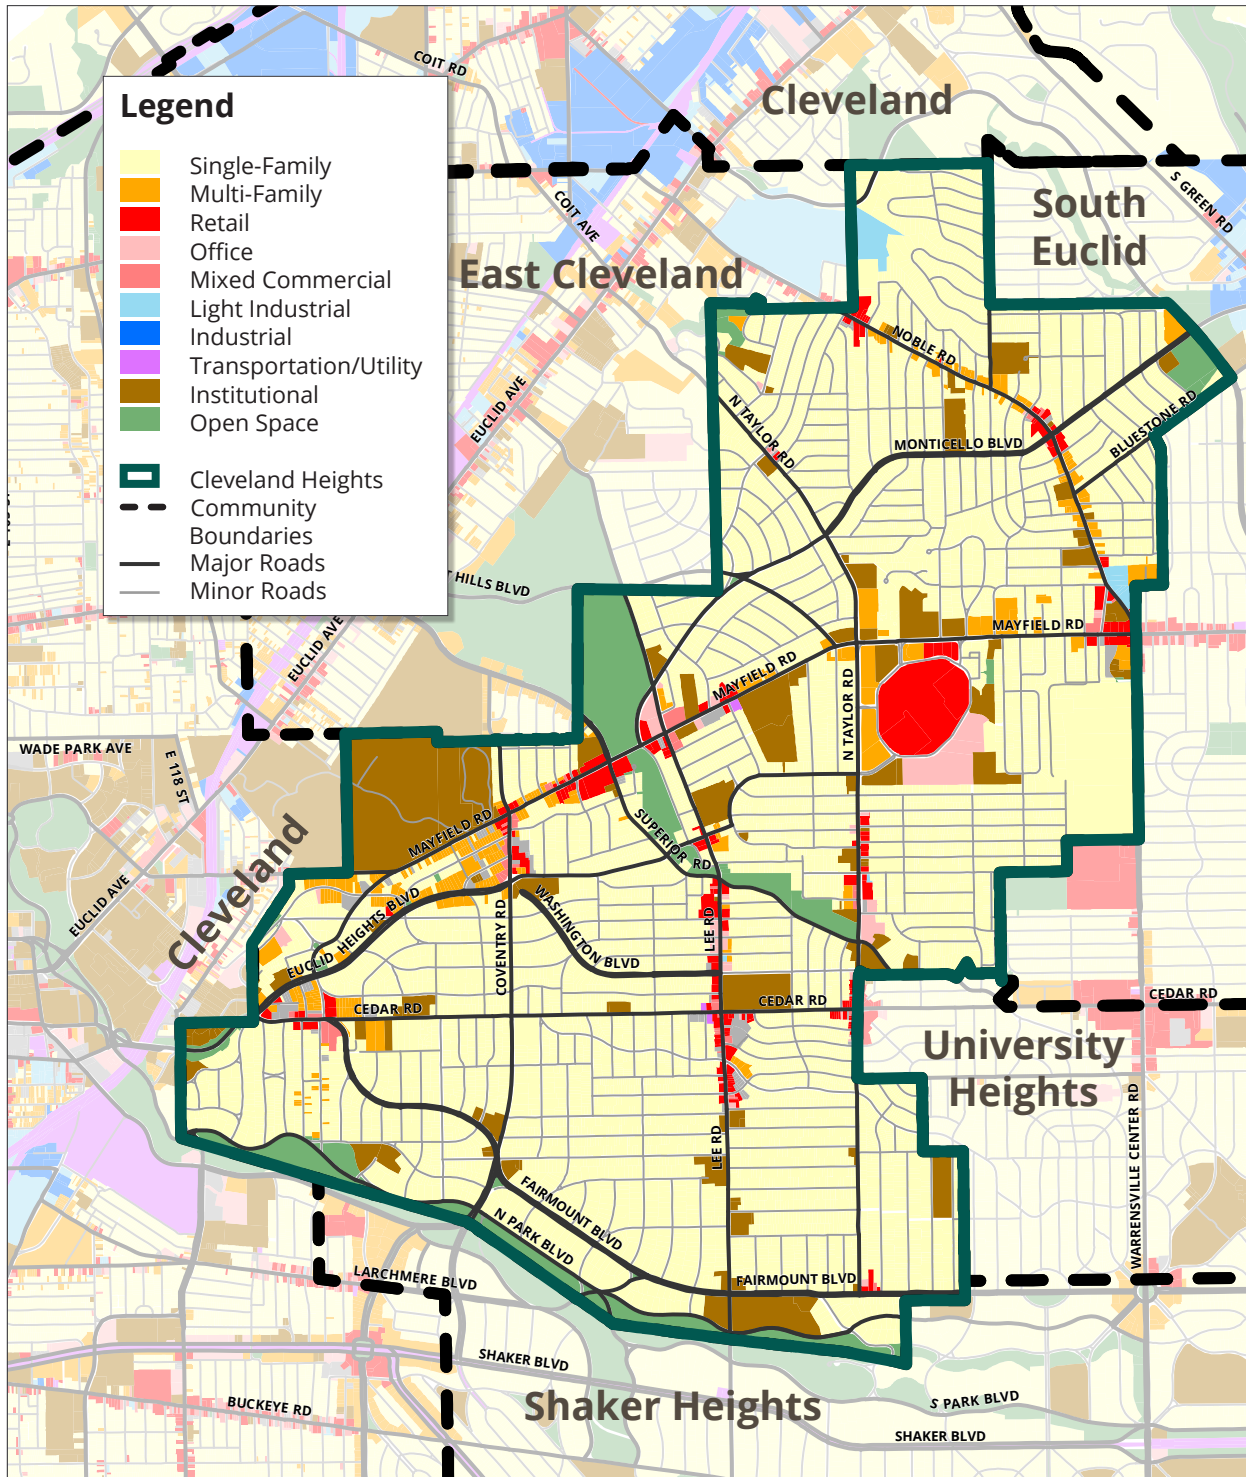 COIT RD
Cleveland
Legend
Single-Family
Multi-Family
Retail
Office
Mixed Commercial
Light Industrial
Industrial
Transportation/Utility
Institutional
Open Space
Cleveland Heights
Community
Boundaries
Major Roads
Minor Roads
S GREEN RD
COIT AVE
South
Euclid
East Cleveland
NOBLE RD
EUCLID AVE
N TAYLOR RD
MONTICELLO BLVD
BLUESTONE RD
T HILLS BLVD
MAYFIELD RD
EUCLID AVE
MAYFIELD RD
N TAYLOR RD
WADE PARK AVE
E 118 ST
MAYFIELD RD
SUPERIOR RD
Cleveland
EUCLID AVE
EUCLID HEIGHTS BLVD
COVENTRY RD
WASHINGTON BLVD
LEE RD
CEDAR RD
CEDAR RD
CEDAR RD
University
Heights
WARRENSVILLE CENTER RD
LEE RD
FAIRMOUNT BLVD
N PARK BLVD
FAIRMOUNT BLVD
LARCHMERE BLVD
SHAKER BLVD
BUCKEYE RD
Shaker Heights
S PARK BLVD
SHAKER BLVD